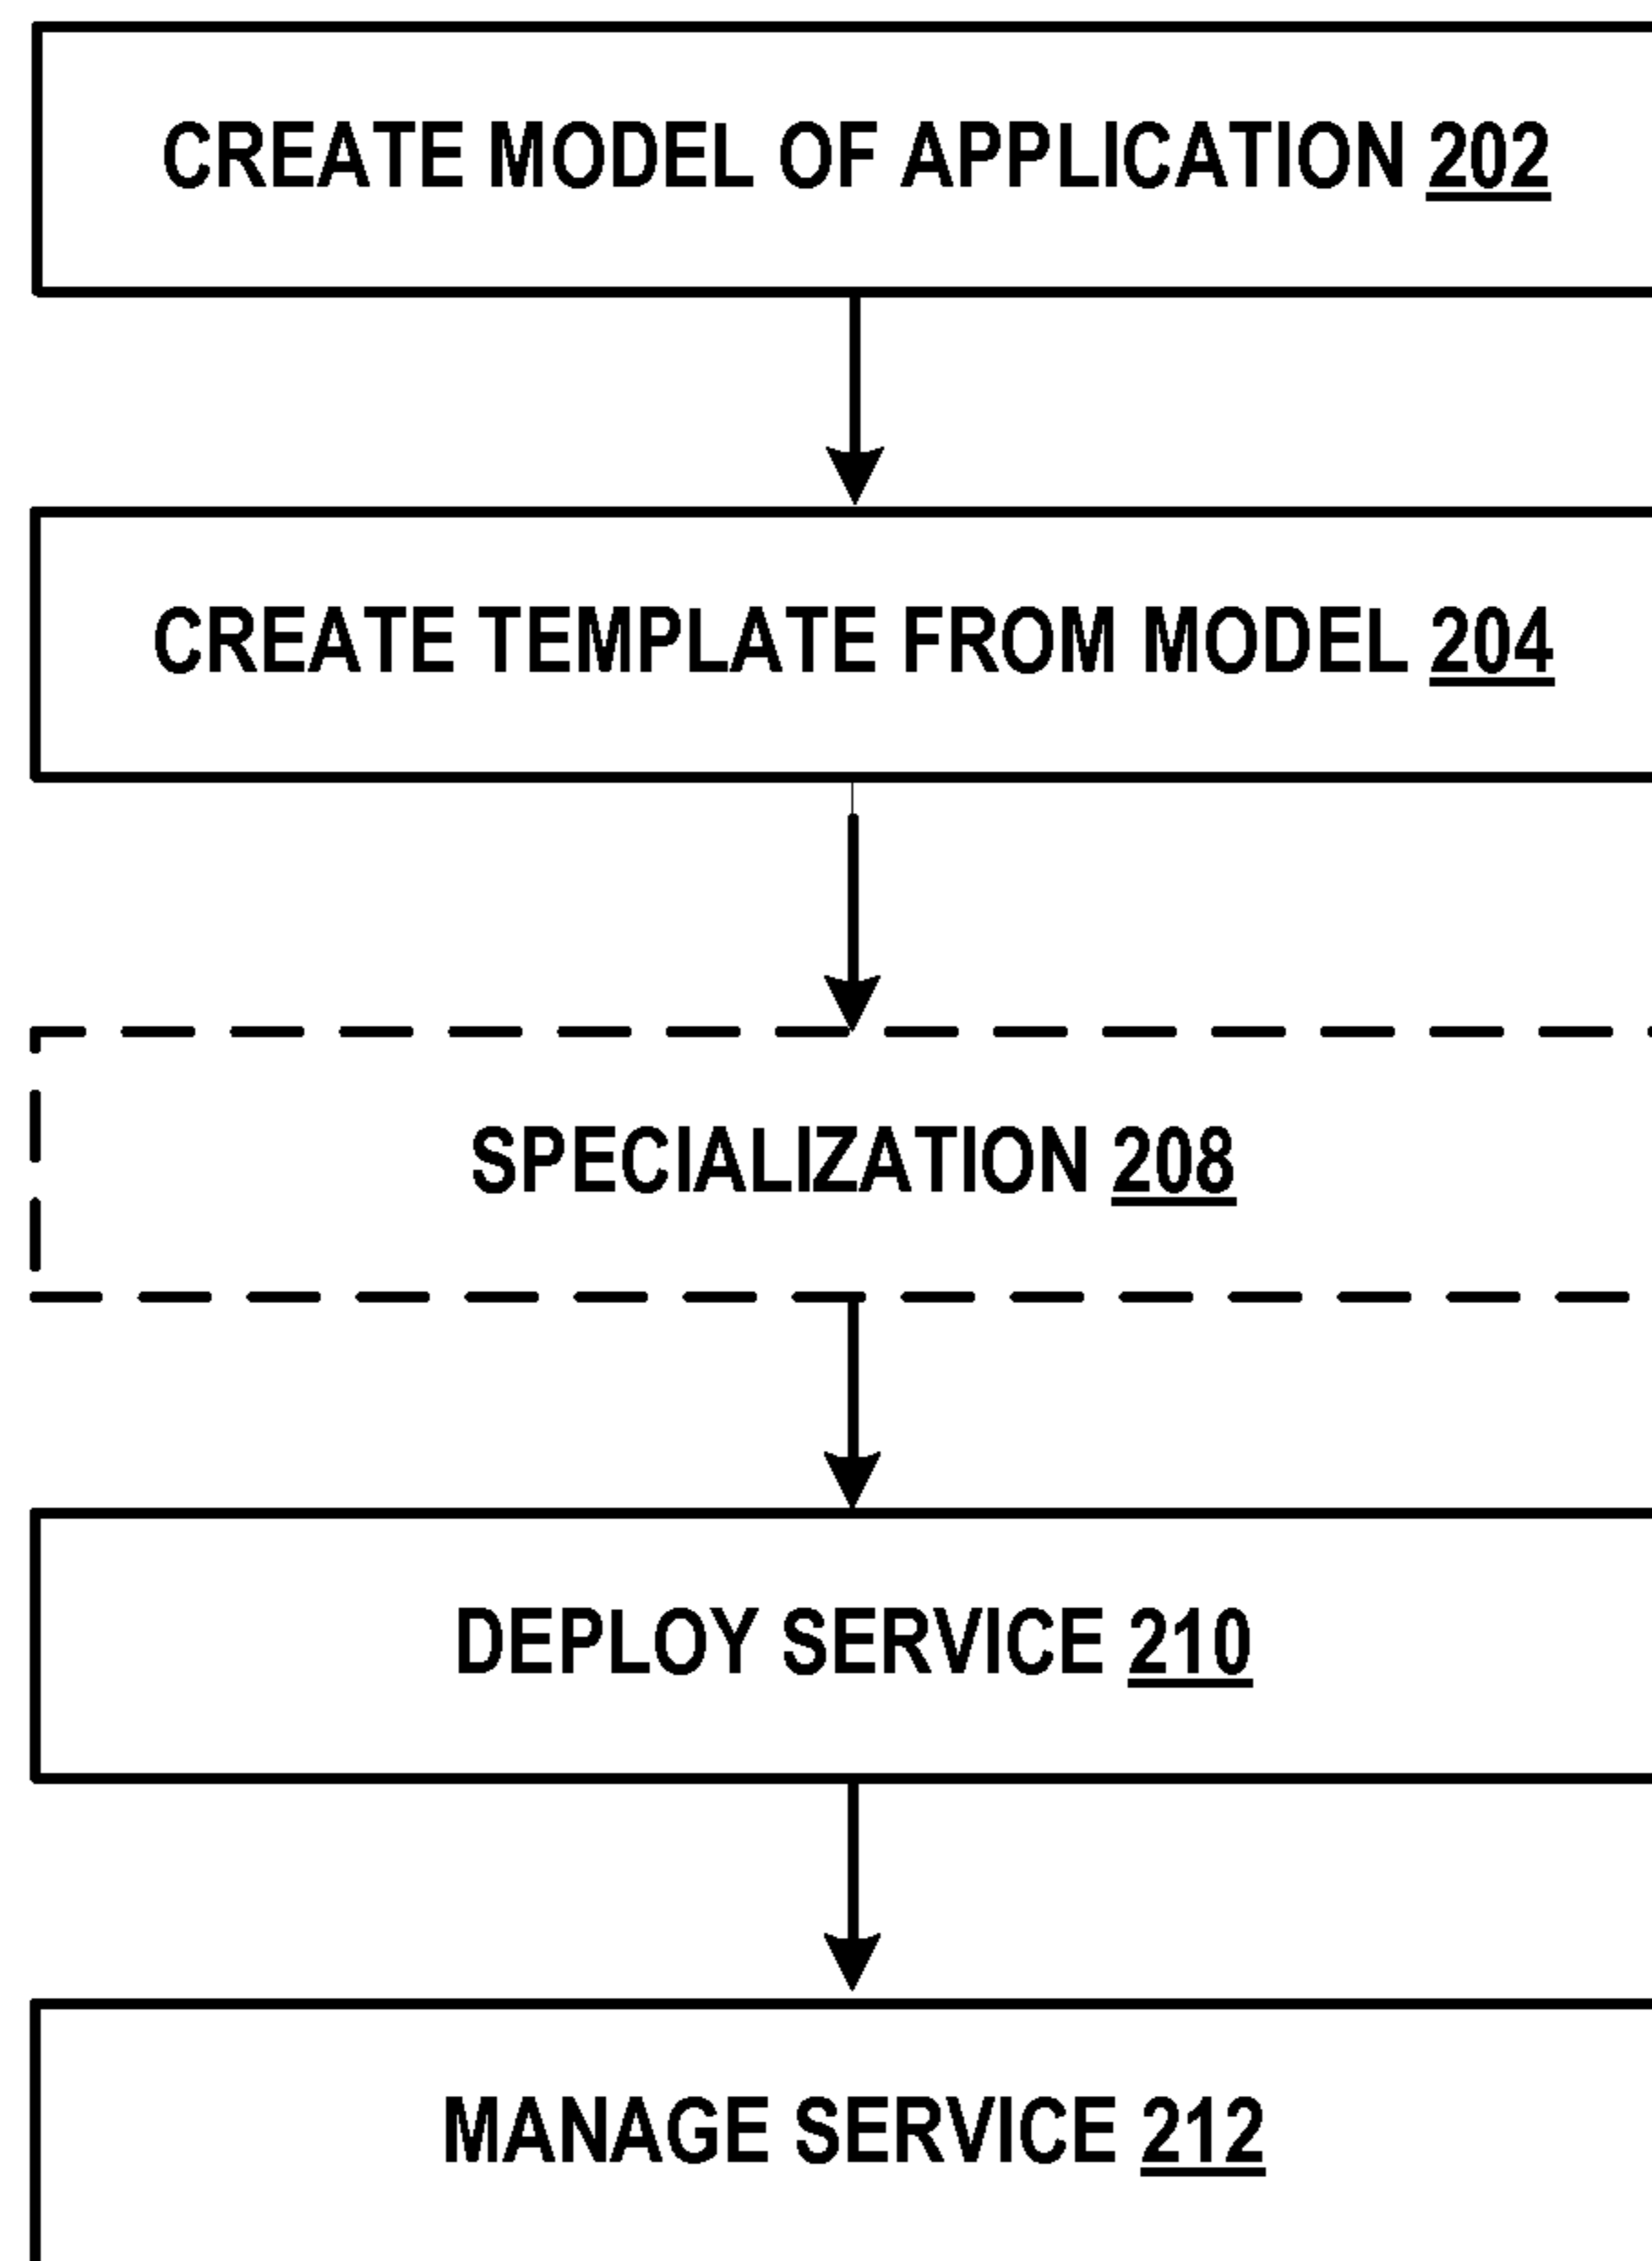 CREATE MODEL OF APPLICATION 202
CREATE TEMPLATE FROM MODEL 204
SPECIALIZATION 208
DEPLOY SERVICE 210
MANAGE SERVICE 212